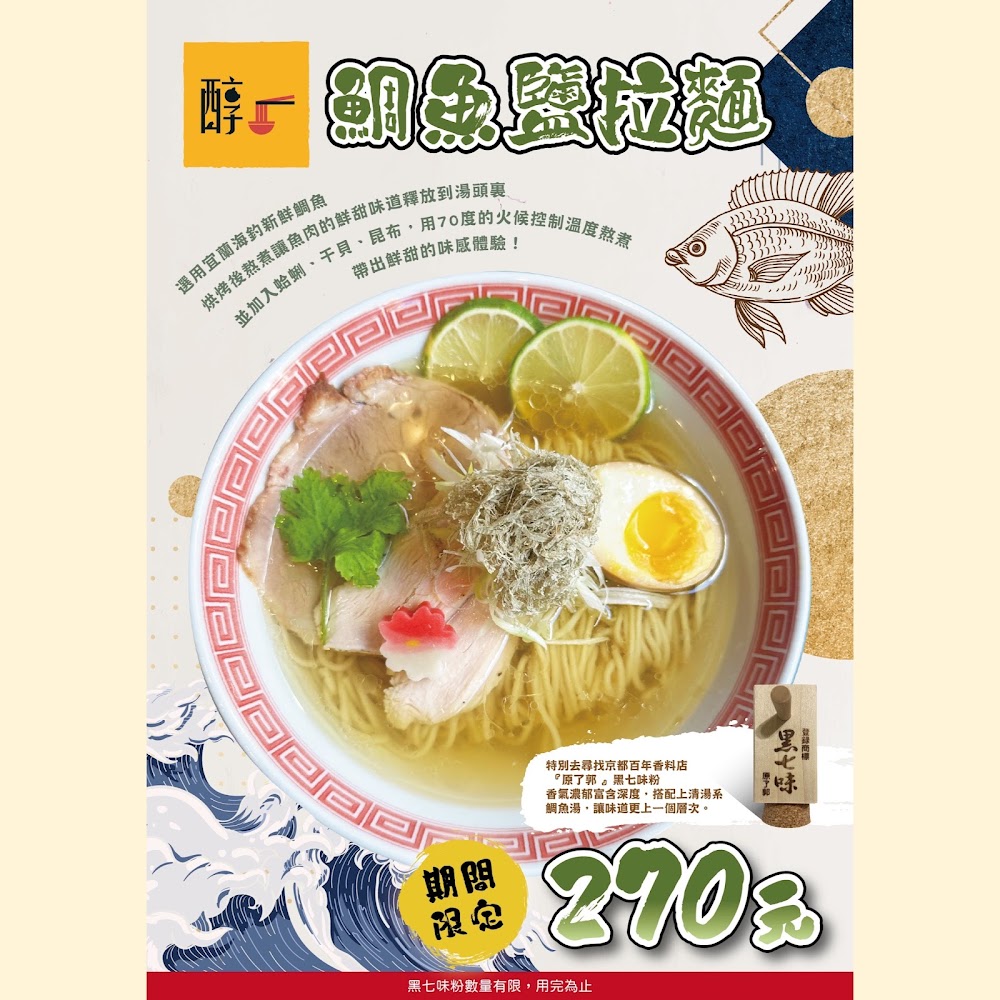 醇
鯛魚鹽拉麵
選用宜蘭海釣新鮮鯛魚
烘烤後熬煮讓魚肉的鮮甜味道釋放到湯頭裏
並加入蛤蜊、干貝、昆布，用70度的火候控制溫度熬煮
帶出鮮甜的味感體驗！
特別去尋找京都百年香料店
『原了郭』黑七味粉
香氣濃郁富含深度，搭配上清湯系
鯛魚湯，讓味道更上一個層次。
登録商標
黒七味
原了郭
期間
限定
270元
黑七味粉數量有限，用完為止